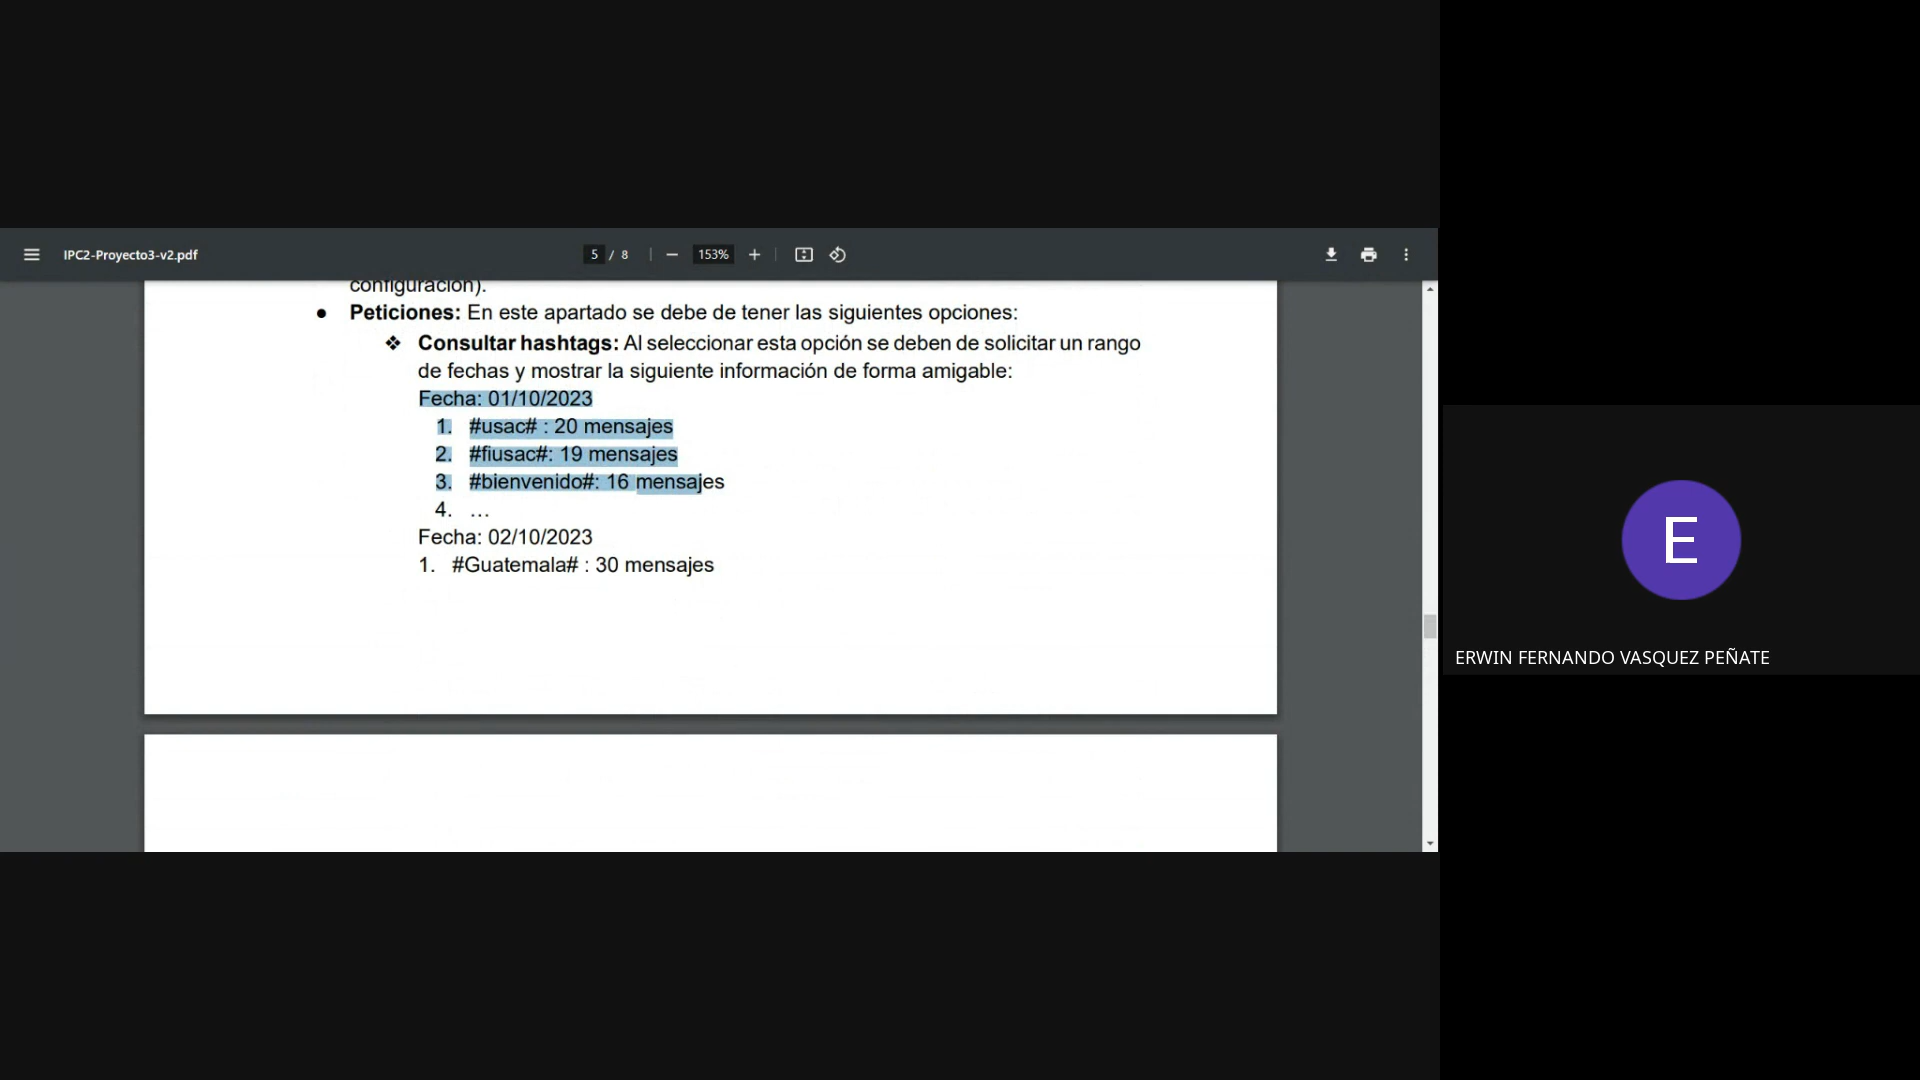 IPC2-Proyecto3-v2.pdf
5 / 8
153%
configuración).
● Peticiones: En este apartado se debe de tener las siguientes opciones:
❖ Consultar hashtags: Al seleccionar esta opción se deben de solicitar un rango
de fechas y mostrar la siguiente información de forma amigable:
Fecha: 01/10/2023
1. #usac# : 20 mensajes
2. #fiusac#: 19 mensajes
3. #bienvenido#: 16 mensajes
4. …
Fecha: 02/10/2023
1. #Guatemala# : 30 mensajes
E
ERWIN FERNANDO VASQUEZ PEÑATE